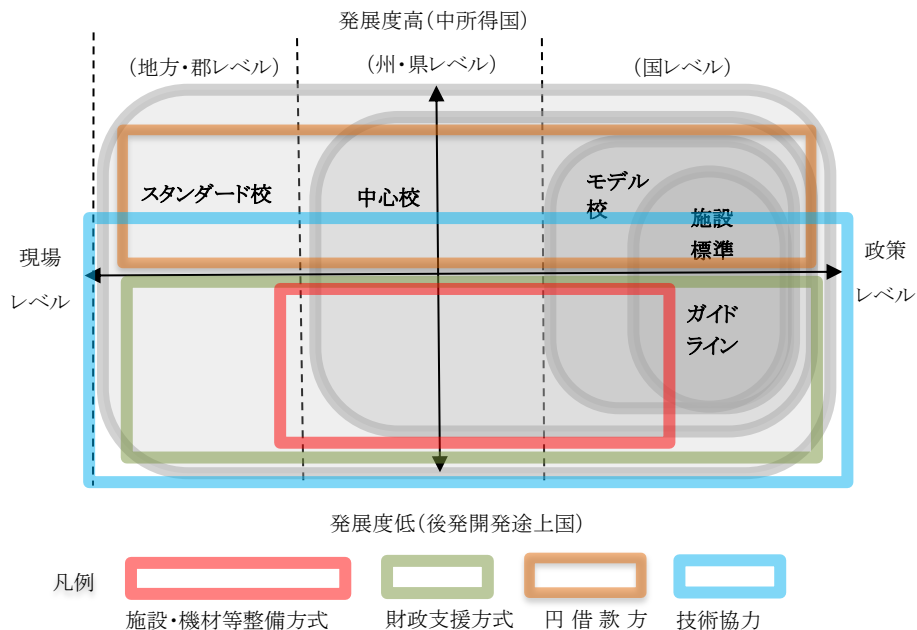 発展度高(中所得国)
(地方・郡レベル)
(州・県レベル)
(国レベル)
スタンダード校
中心校
モデル
校
施設
標準
現場
レベル
政策
レベル
ガイド
ライン
発展度低(後発開発途上国)
凡例
施設・機材等整備方式
財政支援方式
円 借 款 方
技術協力